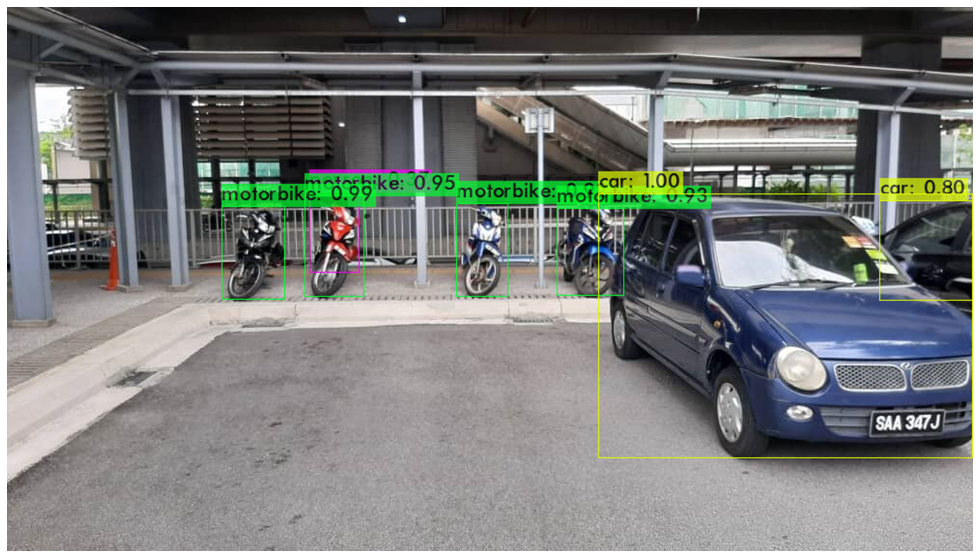 motorbike: 0.99
motorbike: 0.95
motorbike:
motorbike: 0.93
car: 1.00
car: 0.80
SAA 347J